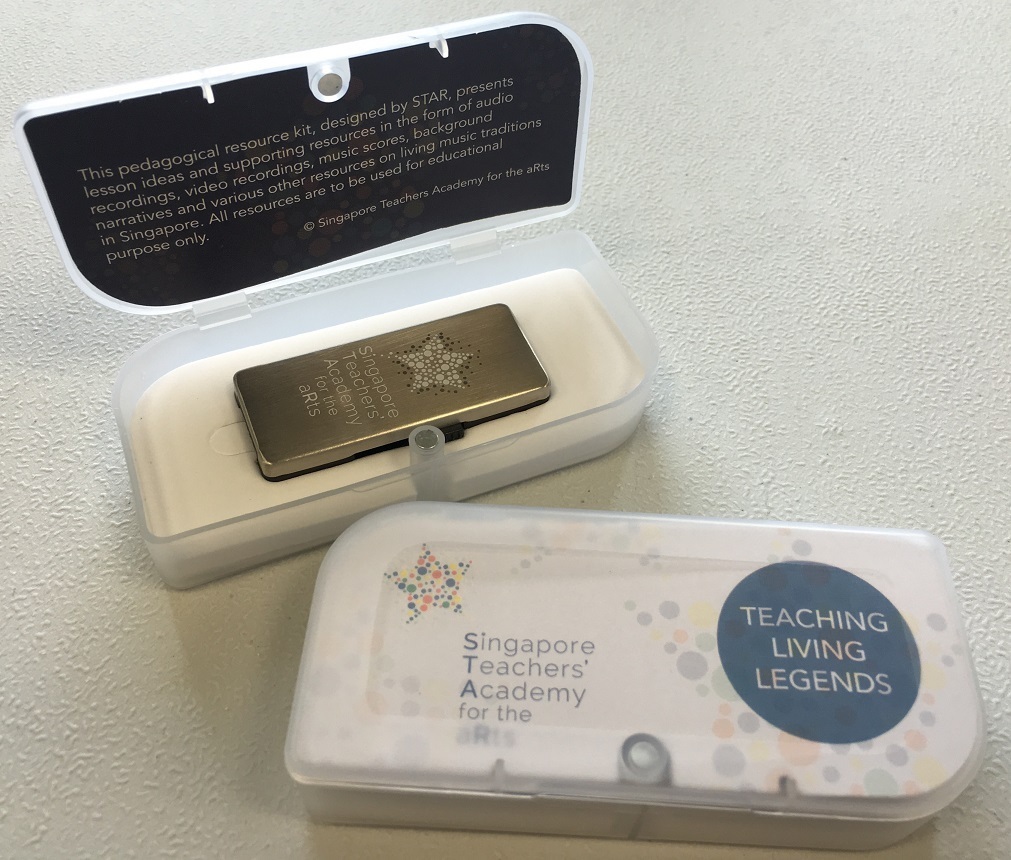 This pedagogical resource kit, designed by STAR, presents
lesson ideas and supporting resources in the form of audio
recordings, video recordings, music scores, background
narratives and various other resources on living music traditions
in Singapore. All resources are to be used for educational
purpose only.
© Singapore Teachers Academy for the aRts
Singapore
Teachers'
Academy
for the
aRts
Singapore
Teachers'
Academy
for the
aRts
TEACHING
LIVING
LEGENDS